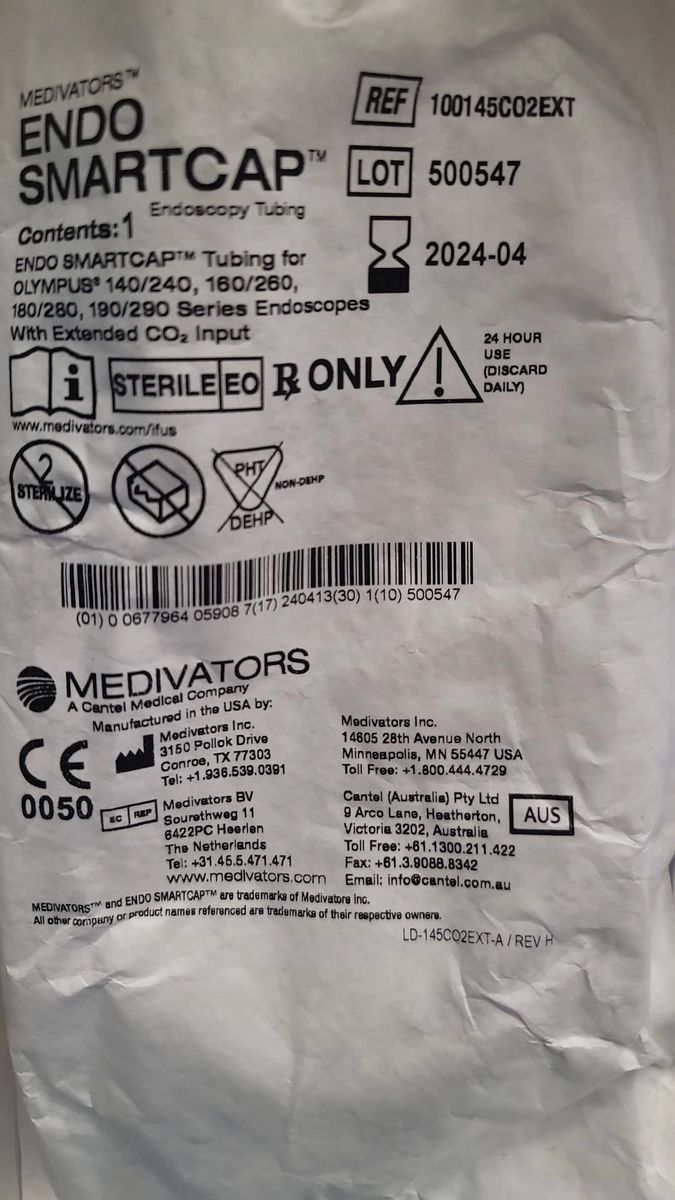 MEDIVATORS™
ENDO
SMARTCAP™
Endoscopy Tubing
Contents:1
ENDO SMARTCAP™ Tubing for
OLYMPUS® 140/240, 160/260,
180/280, 190/290 Series Endoscopes
With Extended CO₂ Input
REF 100145CO2EXT
LOT 500547
2024-04
i STERILE EO ℞ ONLY ! 24 HOUR
USE
(DISCARD
DAILY)
www.medivators.com/ifus
2
STERILIZE
PHT
DEHP
NON-DEHP
(01) 0 0677964 05908 7(17) 240413(30) 1(10) 500547
MEDIVATORS
A Cantel Medical Company
Manufactured in the USA by:
CE
0050
Medivators Inc.
3150 Pollok Drive
Conroe, TX 77303
Tel: +1.936.539.0391
EC REP
Medivators BV
Sourethweg 11
6422PC Heerlen
The Netherlands
Tel: +31.45.5.471.471
www.medivators.com
Medivators Inc.
14605 28th Avenue North
Minneapolis, MN 55447 USA
Toll Free: +1.800.444.4729
Cantel (Australia) Pty Ltd
9 Arco Lane, Heatherton,
Victoria 3202, Australia
Toll Free: +61.1300.211.422
Fax: +61.3.9088.8342
Email: info@cantel.com.au
AUS
MEDIVATORS™ and ENDO SMARTCAP™ are trademarks of Medivators Inc.
All other company or product names referenced are trademarks of their respective owners.
LD-145CO2EXT-A / REV H